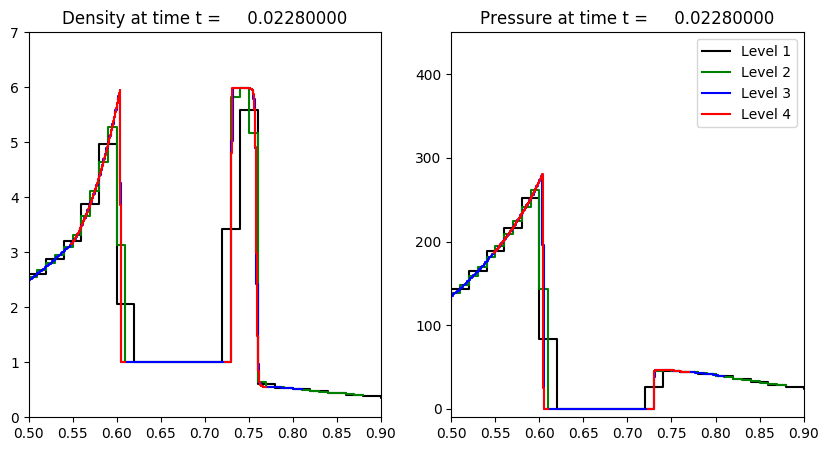 Density at time t =     0.02280000
7
6
5
4
3
2
1
0
0.50 0.55 0.60 0.65 0.70 0.75 0.80 0.85 0.90
Pressure at time t =     0.02280000
Level 1
Level 2
Level 3
Level 4
400
300
200
100
0
0.50 0.55 0.60 0.65 0.70 0.75 0.80 0.85 0.90